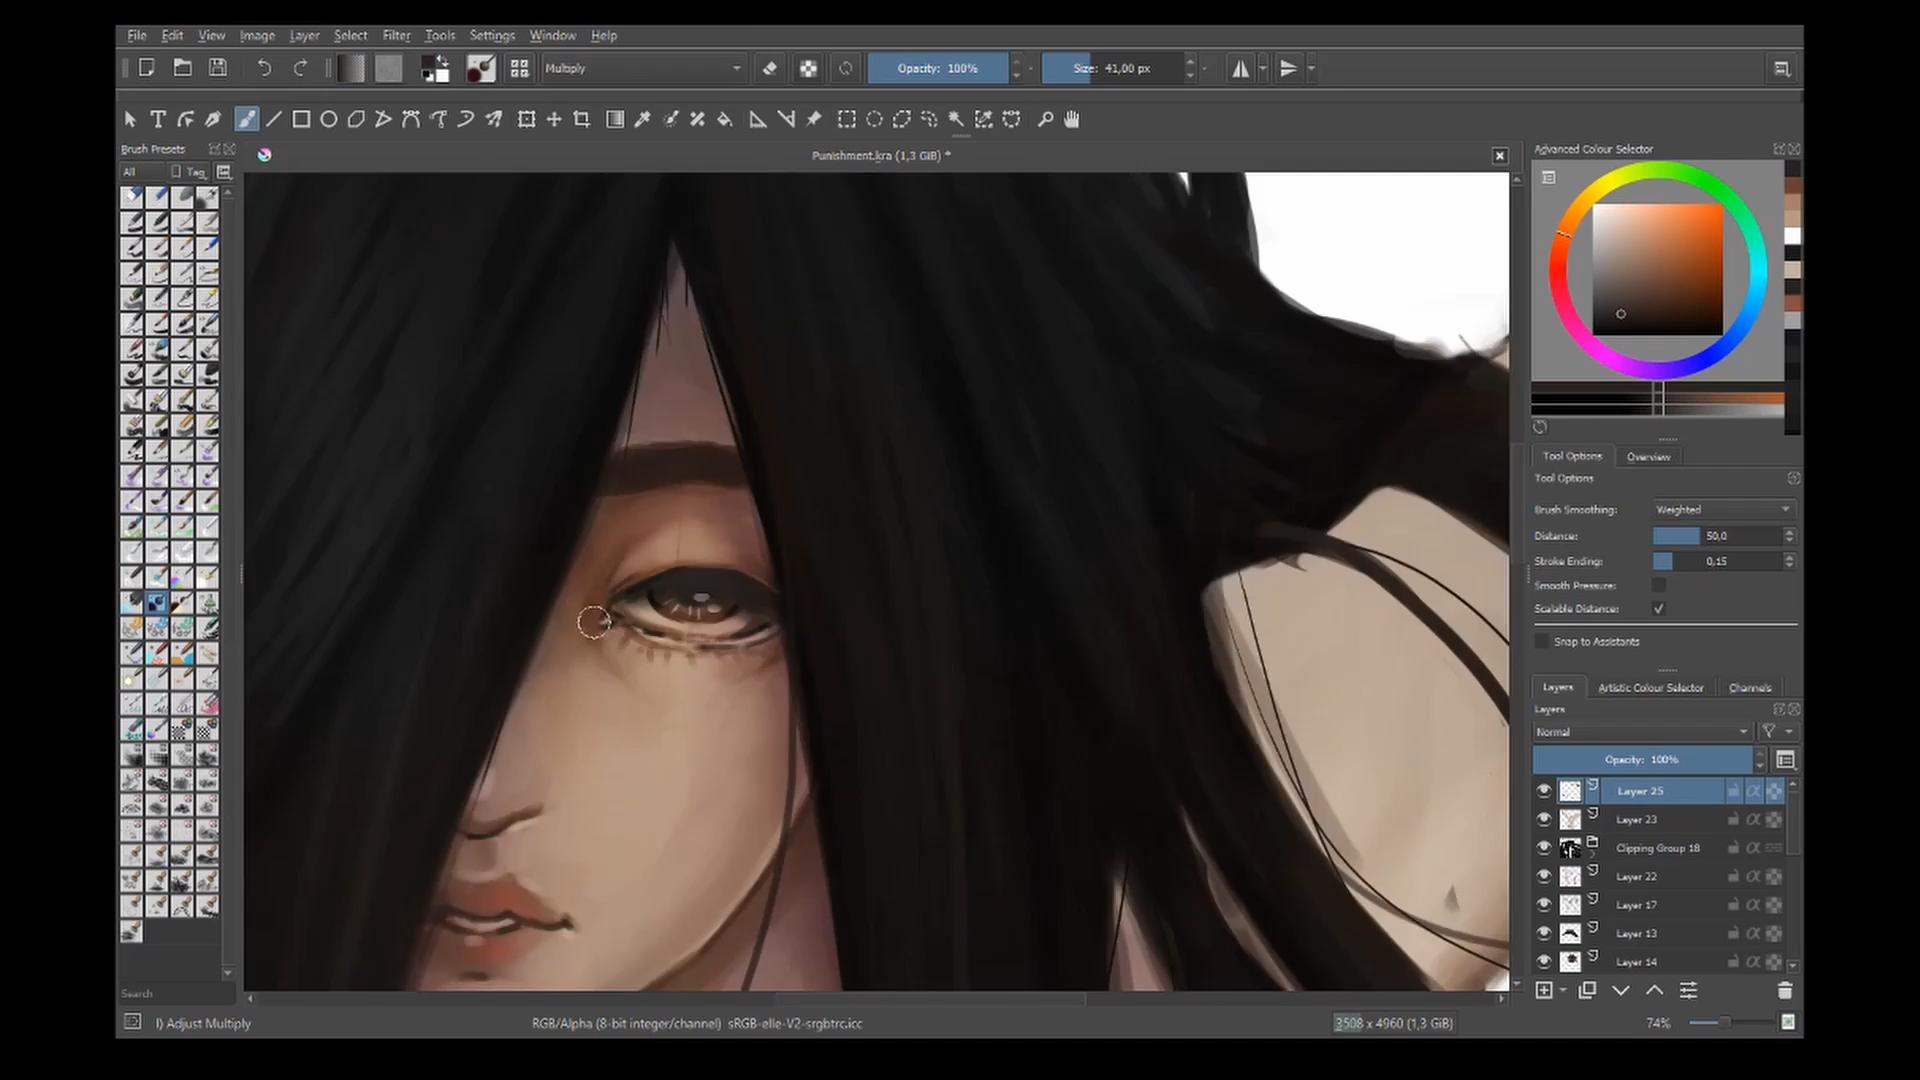 File Edit View Image Layer Select Filter Tools Settings Window Help
Multiply Opacity: 100% Size: 41,00 px
Brush Presets
All Tag
Punishment.kra (1,3 GiB) *
Advanced Colour Selector
Tool Options Overview
Tool Options
Brush Smoothing: Weighted
Distance: 50,0
Stroke Ending: 0,15
Smooth Pressure:
Scalable Distance:
Snap to Assistants
Layers Artistic Colour Selector Channels
Layers
Normal
Opacity: 100%
Layer 25
Layer 23
Clipping Group 18
Layer 22
Layer 17
Layer 13
Layer 14
Search
I) Adjust Multiply RGB/Alpha (8-bit integer/channel) sRGB-elle-V2-srgbtrc.icc 3508 x 4960 (1,3 GiB) 74%